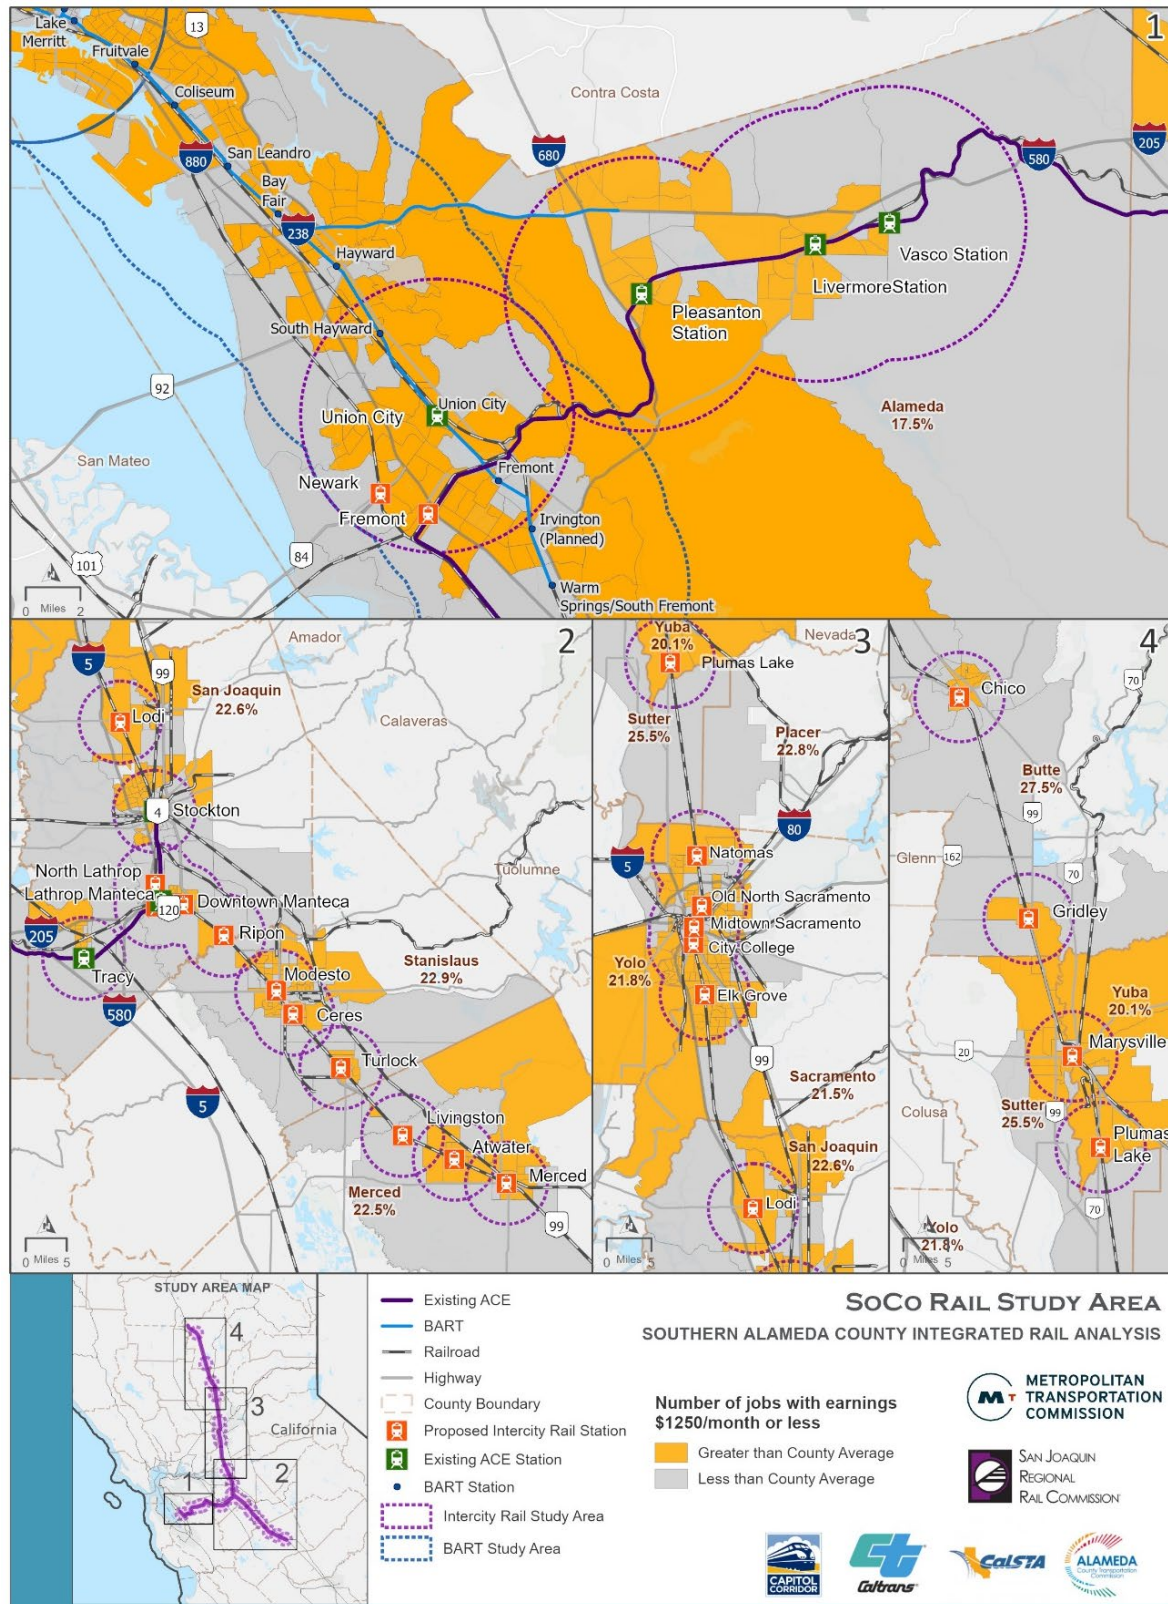 1
Lake
Merritt
13
Fruitvale
Contra Costa
Coliseum
880
San Leandro
680
580
205
Bay
Fair
238
Hayward
Vasco Station
LivermoreStation
Pleasanton
Station
South Hayward
92
Union City
Union City
Alameda
17.5%
San Mateo
Newark
Fremont
Fremont
Irvington
(Planned)
84
101
Warm
Springs/South Fremont
N
0 Miles 2
2
Amador
5
99
San Joaquin
22.6%
Lodi
Calaveras
Stockton
4
North Lathrop
Lathrop Manteca
Downtown Manteca
120
Tuolumne
205
Ripon
Tracy
Modesto
Stanislaus
22.9%
580
Ceres
Turlock
5
Livingston
Atwater
Merced
Merced
22.5%
99
N
0 Miles 5
3
Yuba
20.1%
Nevada
Plumas Lake
Sutter
25.5%
Placer
22.8%
80
5
Natomas
Old North Sacramento
Midtown Sacramento
City College
Yolo
21.8%
Elk Grove
99
Sacramento
21.5%
San Joaquin
22.6%
Lodi
N
0 Miles 5
4
70
Chico
Butte
27.5%
99
Glenn
162
70
Gridley
Yuba
20.1%
Marysville
20
Colusa
Sutter
25.5%
99
Plumas
Lake
70
Yolo
21.8%
N
0 Miles 5
STUDY AREA MAP
4
3
California
2
1
Existing ACE
BART
Railroad
Highway
County Boundary
Proposed Intercity Rail Station
Existing ACE Station
BART Station
Intercity Rail Study Area
BART Study Area
SoCo Rail Study Area
SOUTHERN ALAMEDA COUNTY INTEGRATED RAIL ANALYSIS
Number of jobs with earnings
$1250/month or less
Greater than County Average
Less than County Average
M T
METROPOLITAN
TRANSPORTATION
COMMISSION
San Joaquin
Regional
Rail Commission
CAPITOL
CORRIDOR
ct
Caltrans
CalSTA
ALAMEDA
County Transportation
Commission